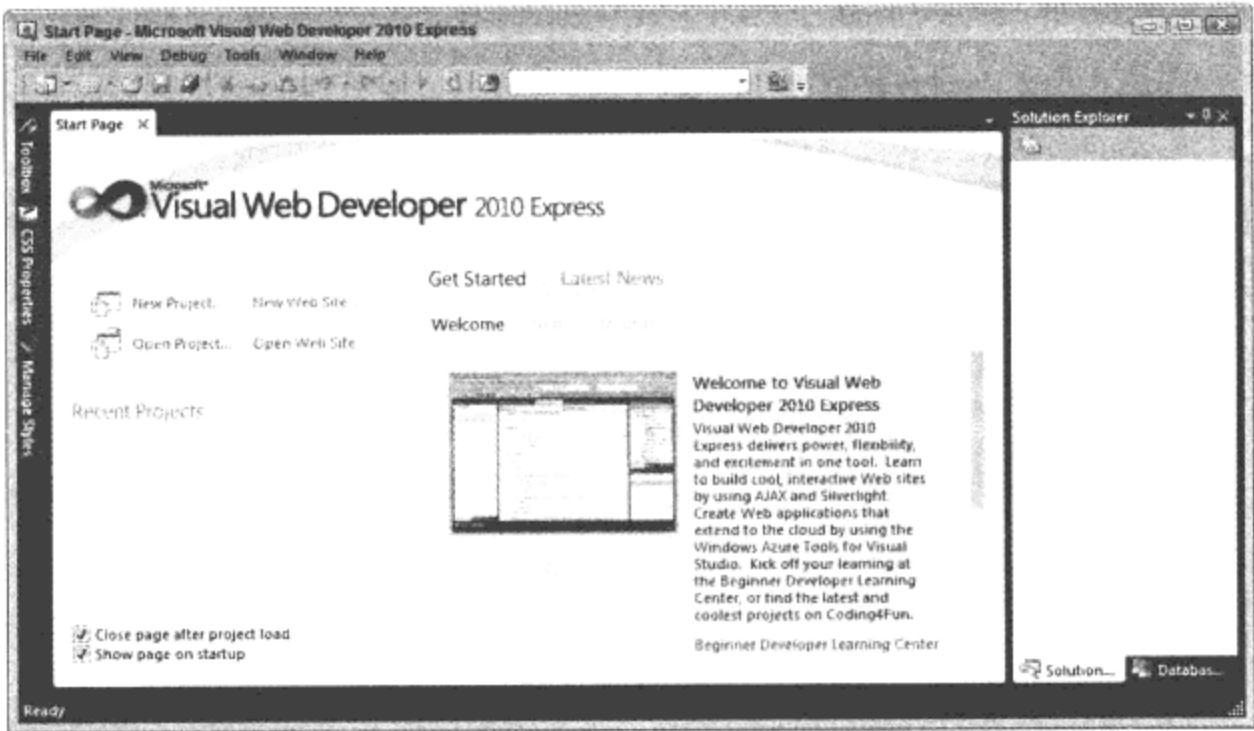 Start Page - Microsoft Visual Web Developer 2010 Express
File Edit View Debug Tools Window Help
Start Page
Solution Explorer
Toolbox
CSS Properties
Manage Styles
Microsoft®
Visual Web Developer 2010 Express
Get Started Latest News
New Project... New Web Site...
Open Project... Open Web Site
Welcome
Recent Projects
Welcome to Visual Web
Developer 2010 Express
Visual Web Developer 2010
Express delivers power, flexibility,
and excitement in one tool. Learn
to build cool, interactive Web sites
by using AJAX and Silverlight.
Create Web applications that
extend to the cloud by using the
Windows Azure Tools for Visual
Studio. Kick off your learning at
the Beginner Developer Learning
Center, or find the latest and
coolest projects on Coding4Fun.
Beginner Developer Learning Center
Close page after project load
Show page on startup
Solution... Databas...
Ready